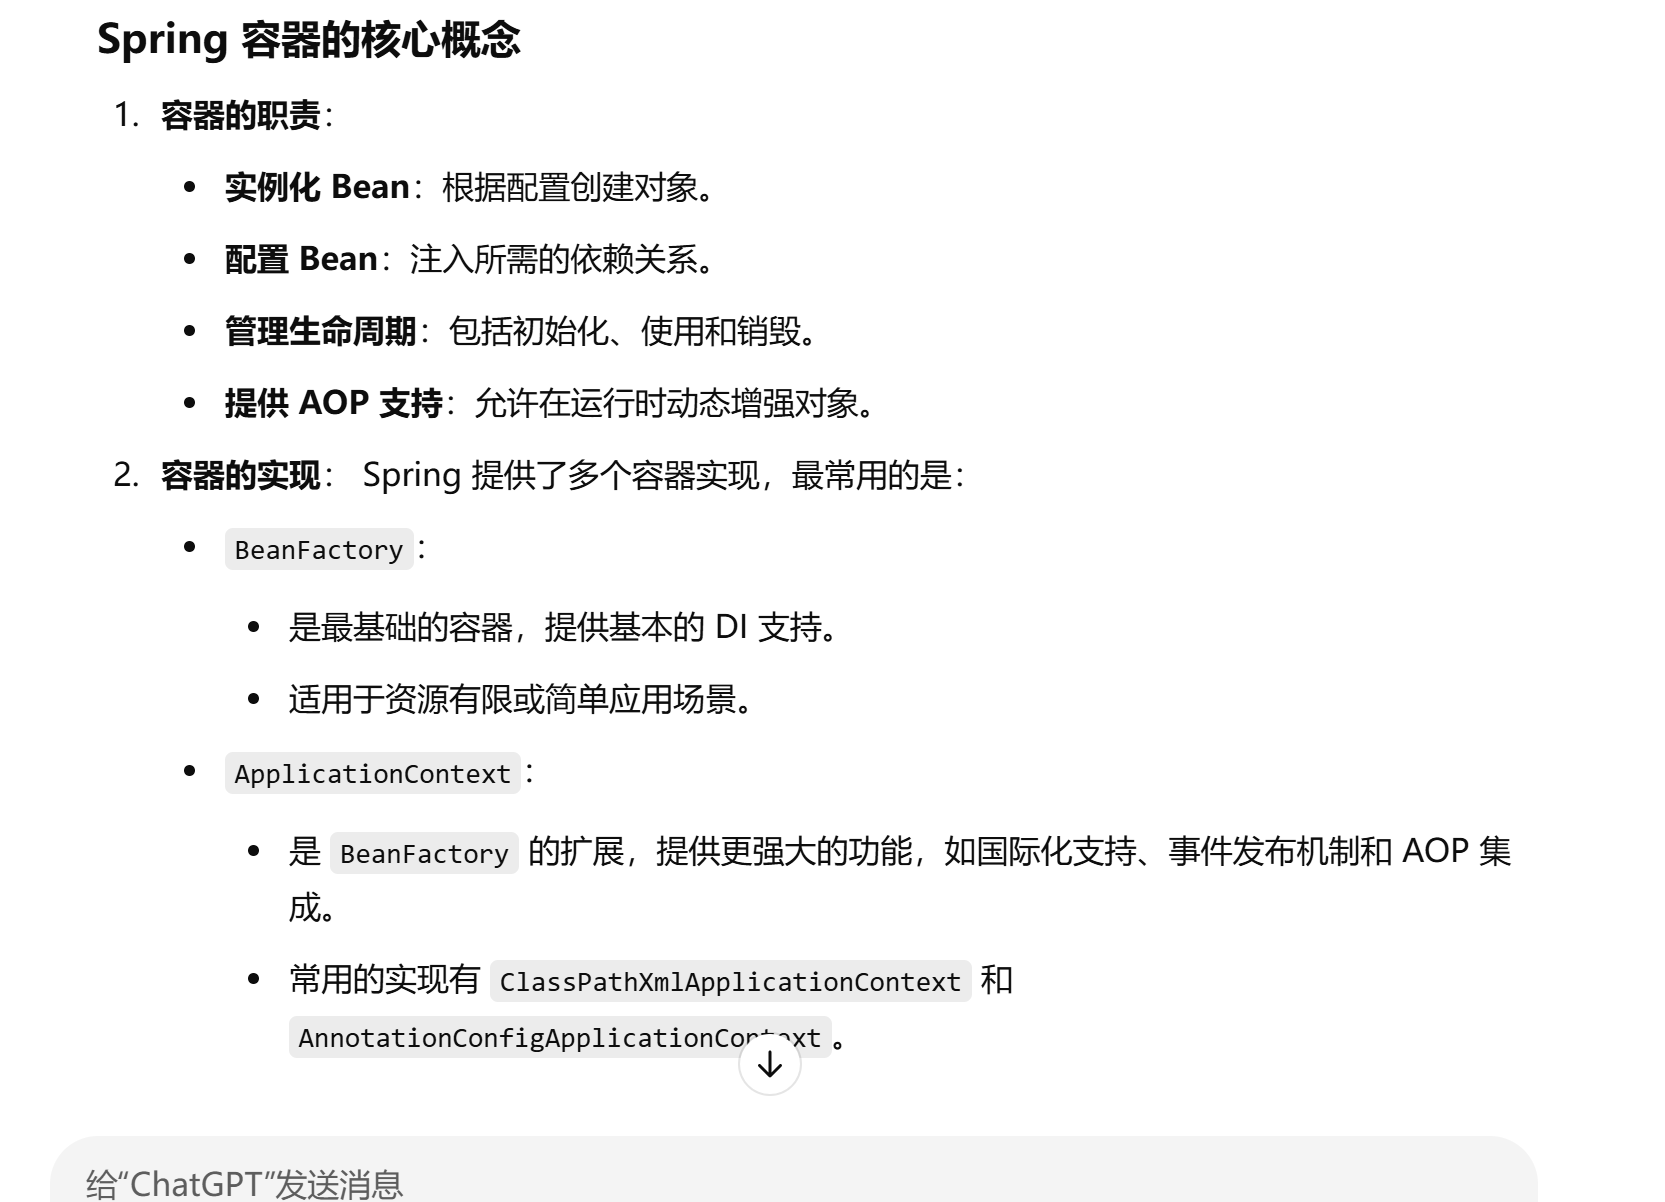 Spring 容器的核心概念
1. 容器的职责：
• 实例化 Bean：根据配置创建对象。
• 配置 Bean：注入所需的依赖关系。
• 管理生命周期：包括初始化、使用和销毁。
• 提供 AOP 支持：允许在运行时动态增强对象。
2. 容器的实现： Spring 提供了多个容器实现，最常用的是：
• BeanFactory：
• 是最基础的容器，提供基本的 DI 支持。
• 适用于资源有限或简单应用场景。
• ApplicationContext：
• 是 BeanFactory 的扩展，提供更强大的功能，如国际化支持、事件发布机制和 AOP 集
成。
• 常用的实现有 ClassPathXmlApplicationContext 和
AnnotationConfigApplicationContext。
给“ChatGPT”发送消息